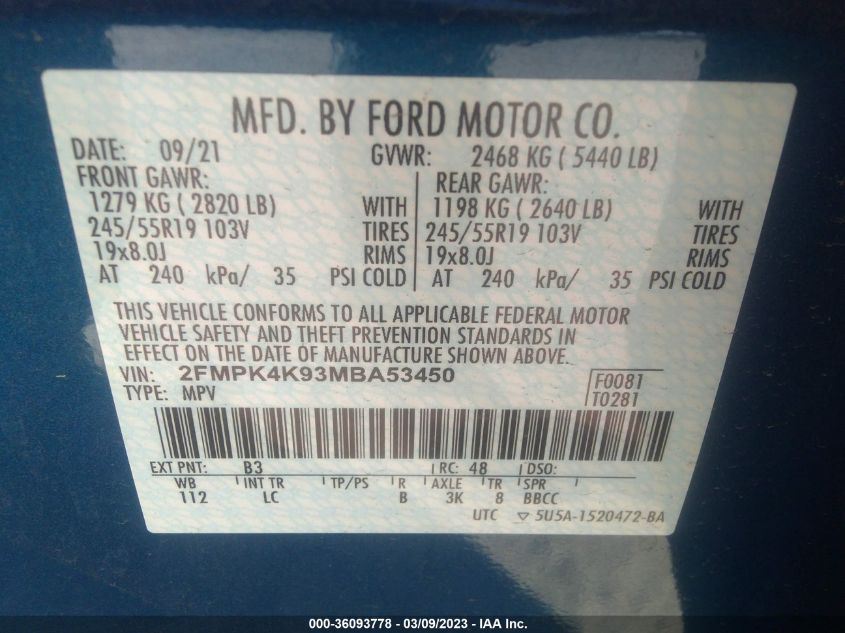 MFD. BY FORD MOTOR CO.
DATE: 09/21 GVWR: 2468 KG ( 5440 LB)
FRONT GAWR: REAR GAWR:
1279 KG ( 2820 LB) WITH 1198 KG ( 2640 LB) WITH
245/55R19 103V TIRES 245/55R19 103V TIRES
19x8.0J RIMS 19x8.0J RIMS
AT 240 kPa/ 35 PSI COLD AT 240 kPa/ 35 PSI COLD
THIS VEHICLE CONFORMS TO ALL APPLICABLE FEDERAL MOTOR
VEHICLE SAFETY AND THEFT PREVENTION STANDARDS IN
EFFECT ON THE DATE OF MANUFACTURE SHOWN ABOVE.
VIN: 2FMPK4K93MBA53450 F0081
TYPE: MPV T0281
EXT PNT: B3 RC: 48 DSO:
WB INT TR TP/PS R AXLE TR SPR
112 LC B 3K 8 BBCC
UTC ▽ 5U5A-1520472-BA
000-36093778 - 03/09/2023 - IAA Inc.